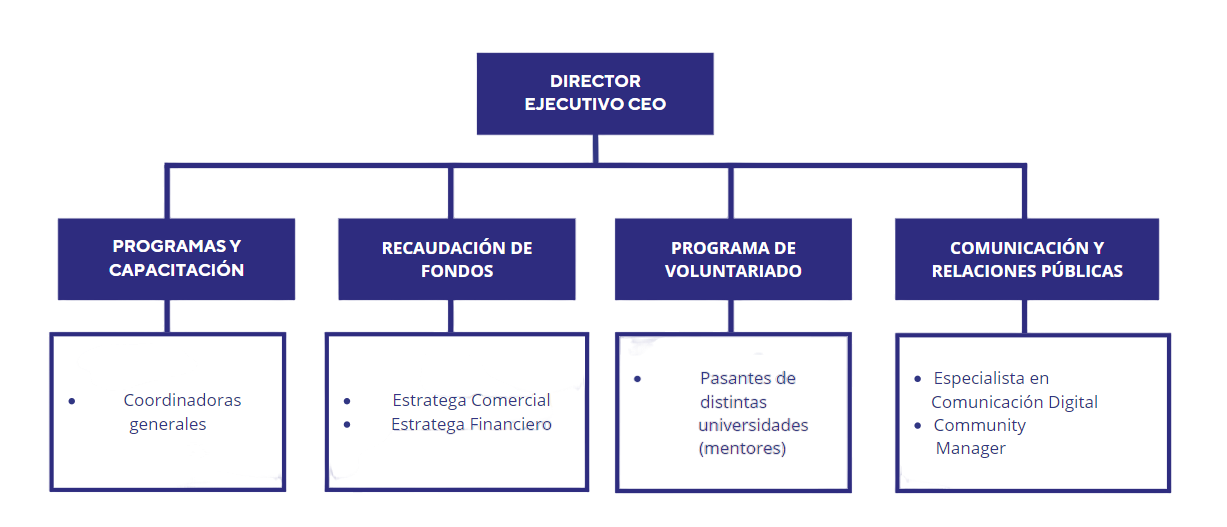 DIRECTOR
EJECUTIVO CEO
PROGRAMAS Y
CAPACITACIÓN
• Coordinadoras
generales
RECAUDACIÓN DE
FONDOS
• Estratega Comercial
• Estratega Financiero
PROGRAMA DE
VOLUNTARIADO
• Pasantes de
distintas
universidades
(mentores)
COMUNICACIÓN Y
RELACIONES PÚBLICAS
• Especialista en
Comunicación Digital
• Community
Manager